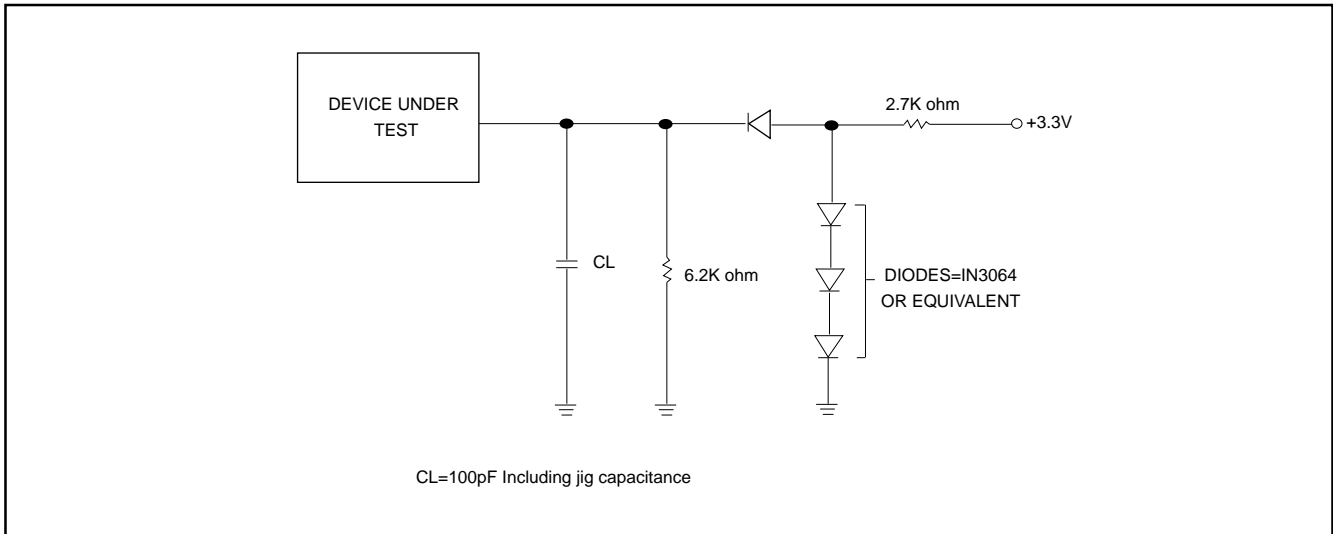 DEVICE UNDER
TEST
2.7K ohm
+3.3V
CL
6.2K ohm
DIODES=IN3064
OR EQUIVALENT
CL=100pF Including jig capacitance